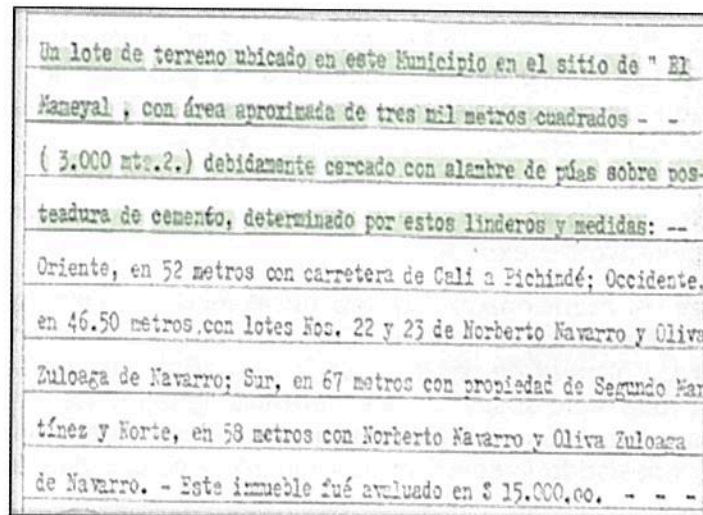 Un lote de terreno ubicado en este Municipio en el sitio de " El
Mameyal , con área aproximada de tres mil metros cuadrados - -
( 3.000 mts.2.) debidamente cercado con alambre de púas sobre pos-
teadura de cemento, determinado por estos linderos y medidas: --
Oriente, en 52 metros con carretera de Cali a Pichindé; Occidente,
en 46.50 metros.con lotes Nos. 22 y 23 de Norberto Navarro y Oliva
Zuloaga de Navarro; Sur, en 67 metros con propiedad de Segundo Mar
tínez y Norte, en 58 metros con Norberto Navarro y Oliva Zuloaga
de Navarro. - Este inmueble fué avaluado en $ 15.000.oo. - - -